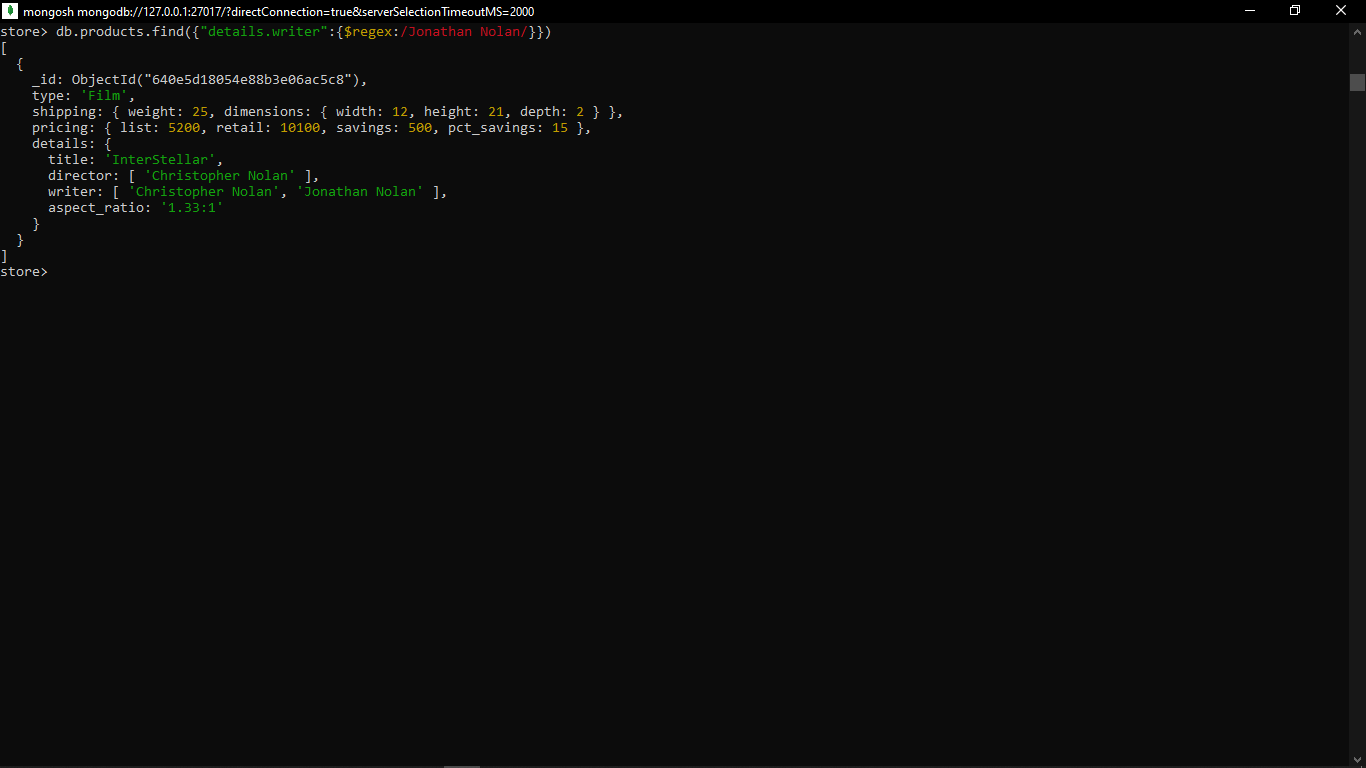 mongosh mongodb://127.0.0.1:27017/?directConnection=true&serverSelectionTimeoutMS=2000
store> db.products.find({"details.writer":{$regex:/Jonathan Nolan/}})
[
  {
    _id: ObjectId("640e5d18054e88b3e06ac5c8"),
    type: 'Film',
    shipping: { weight: 25, dimensions: { width: 12, height: 21, depth: 2 } },
    pricing: { list: 5200, retail: 10100, savings: 500, pct_savings: 15 },
    details: {
      title: 'InterStellar',
      director: [ 'Christopher Nolan' ],
      writer: [ 'Christopher Nolan', 'Jonathan Nolan' ],
      aspect_ratio: '1.33:1'
    }
  }
]
store>